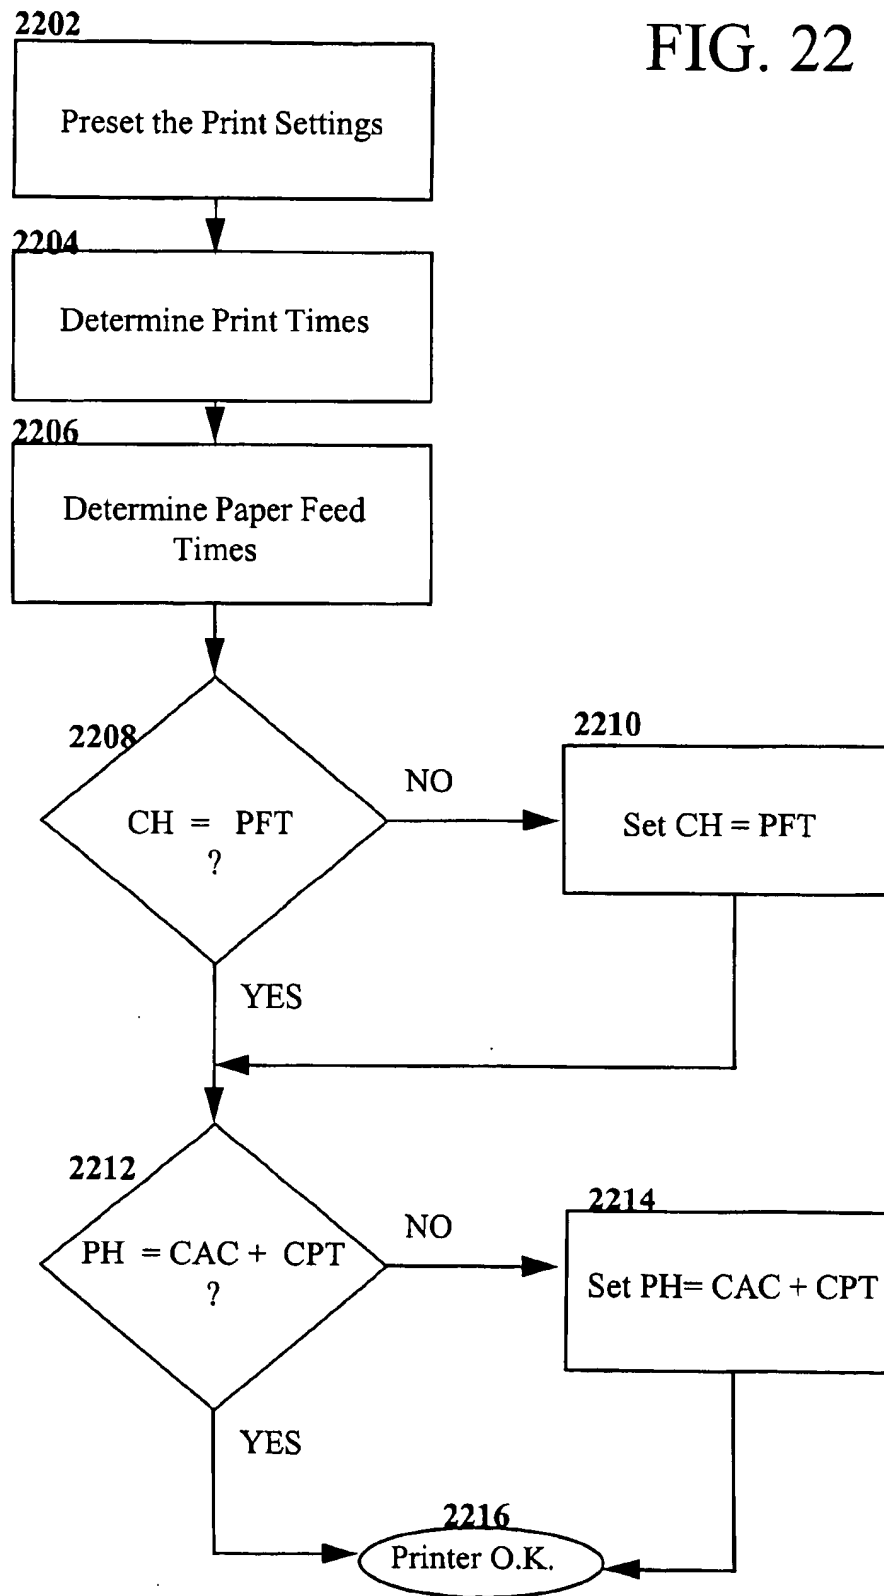 2202
FIG. 22
Preset the Print Settings
2204
Determine Print Times
2206
Determine Paper Feed
Times
2208
CH = PFT
?
NO
2210
Set CH = PFT
YES
2212
PH = CAC + CPT
?
NO
2214
Set PH= CAC + CPT
YES
2216
Printer O.K.